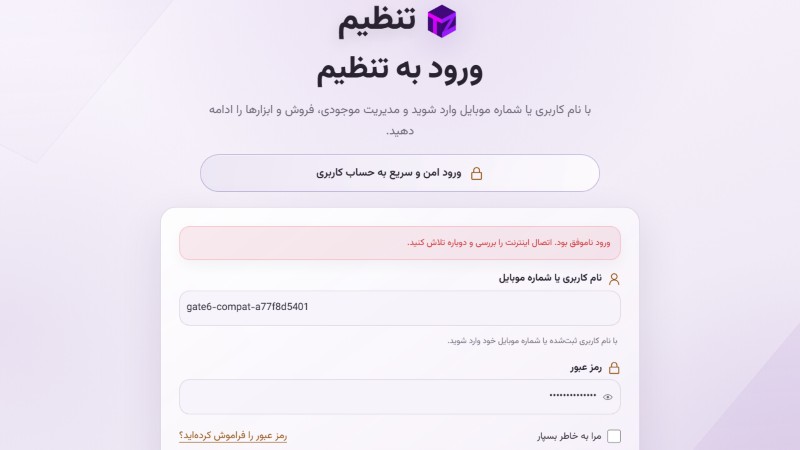 تنظیم
ورود به تنظیم
با نام کاربری یا شماره موبایل وارد شوید و مدیریت موجودی، فروش و ابزارها را ادامه
دهید.
ورود امن و سریع به حساب کاربری
ورود ناموفق بود. اتصال اینترنت را بررسی و دوباره تلاش کنید.
نام کاربری یا شماره موبایل
gate6-compat-a77f8d5401
با نام کاربری ثبت‌شده یا شماره موبایل خود وارد شوید.
رمز عبور
••••••••••••••
مرا به خاطر بسپار
رمز عبور را فراموش کرده‌اید؟